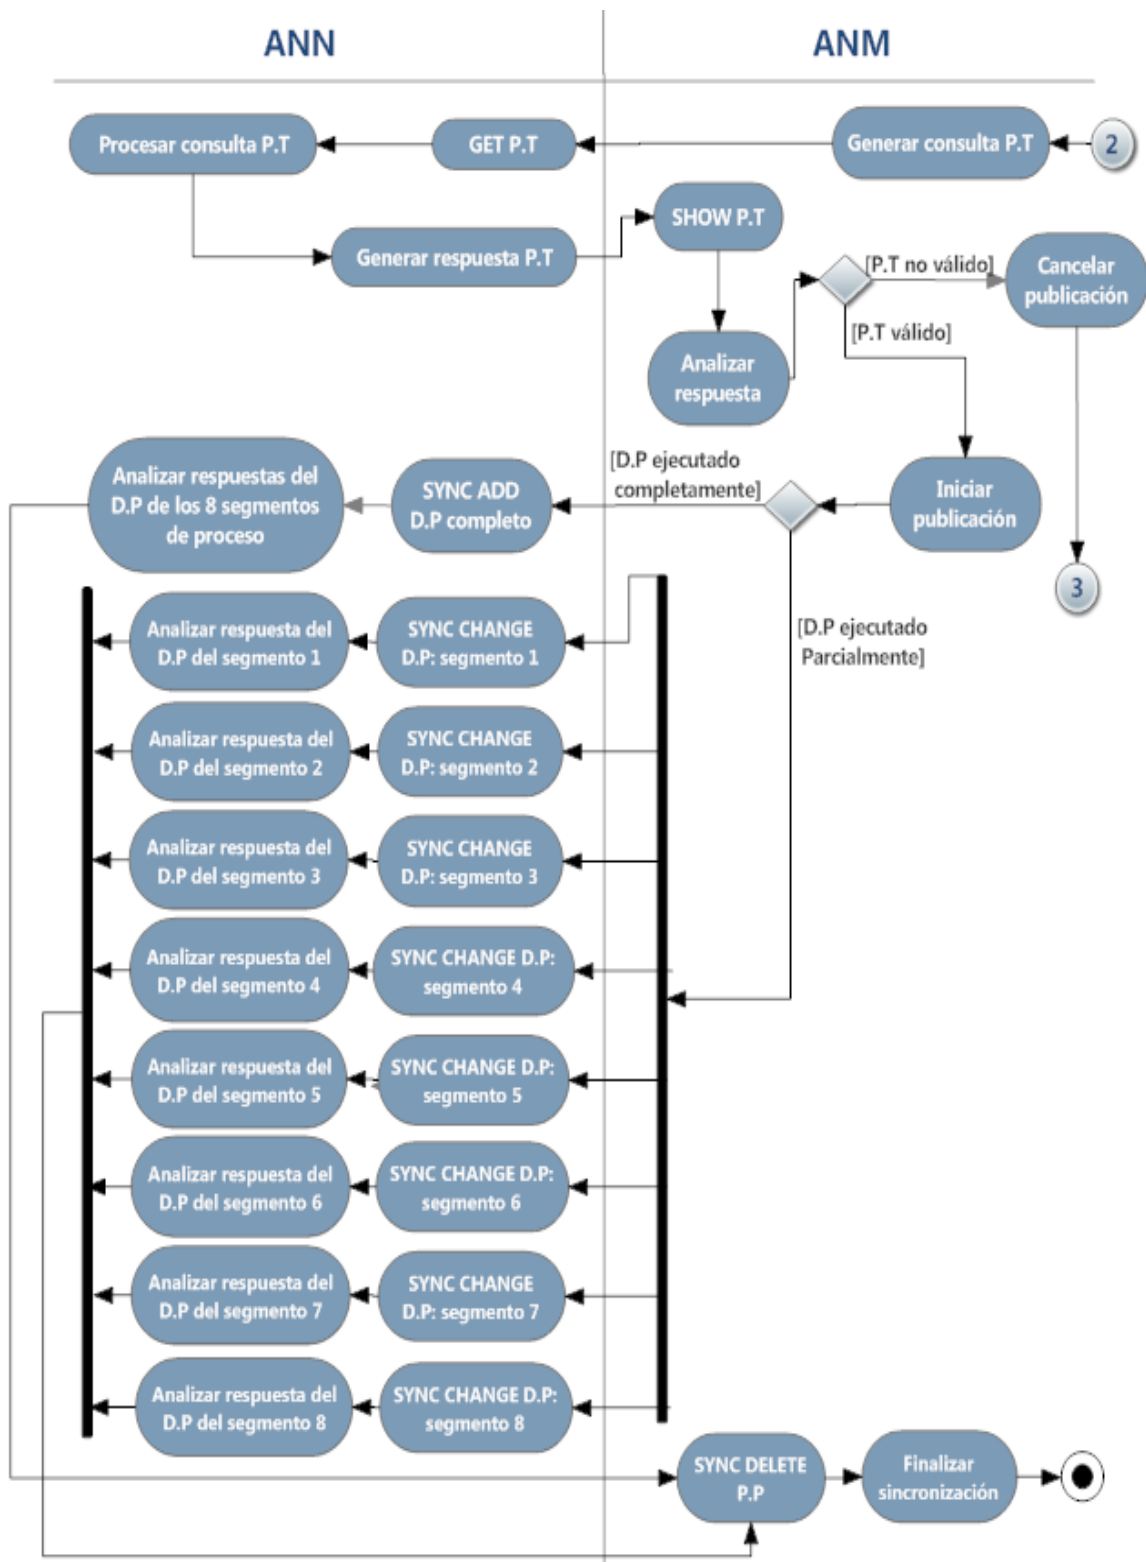 ANN
ANM
Procesar consulta P.T
GET P.T
Generar consulta P.T
2
SHOW P.T
Generar respuesta P.T
[P.T no válido]
Cancelar
publicación
[P.T válido]
Analizar
respuesta
[D.P ejecutado
completamente]
Analizar respuestas del
D.P de los 8 segmentos
de proceso
SYNC ADD
D.P completo
Iniciar
publicación
3
[D.P ejecutado
Parcialmente]
Analizar respuesta del
D.P del segmento 1
SYNC CHANGE
D.P: segmento 1
Analizar respuesta del
D.P del segmento 2
SYNC CHANGE
D.P: segmento 2
Analizar respuesta del
D.P del segmento 3
SYNC CHANGE
D.P: segmento 3
Analizar respuesta del
D.P del segmento 4
SYNC CHANGE D.P:
segmento 4
Analizar respuesta del
D.P del segmento 5
SYNC CHANGE D.P:
segmento 5
Analizar respuesta del
D.P del segmento 6
SYNC CHANGE D.P:
segmento 6
Analizar respuesta del
D.P del segmento 7
SYNC CHANGE
D.P: segmento 7
Analizar respuesta del
D.P del segmento 8
SYNC CHANGE D.P:
segmento 8
SYNC DELETE
P.P
Finalizar
sincronización